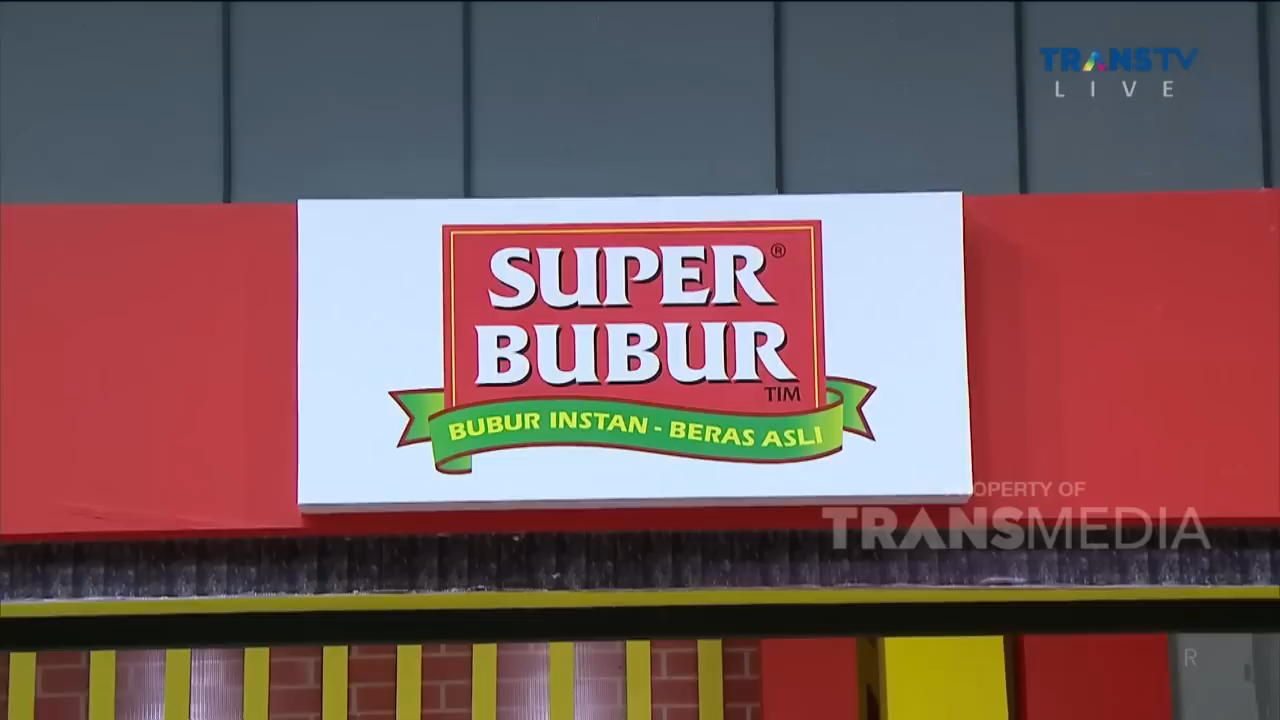 TRANSTV
LIVE
SUPER®
BUBUR
TIM
BUBUR INSTAN - BERAS ASLI
PROPERTY OF
TRANSMEDIA
R